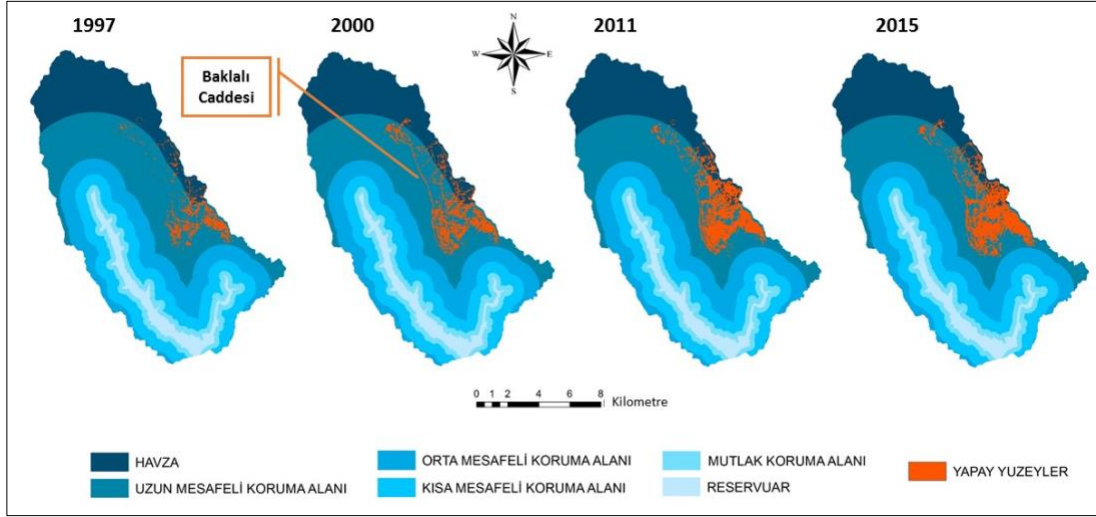 1997
2000
2011
2015
N
W
E
S
Baklalı
Caddesi
0 1 2 4 6 8
Kilometre
HAVZA
ORTA MESAFELİ KORUMA ALANI
MUTLAK KORUMA ALANI
YAPAY YUZEYLER
UZUN MESAFELİ KORUMA ALANI
KISA MESAFELİ KORUMA ALANI
RESERVUAR